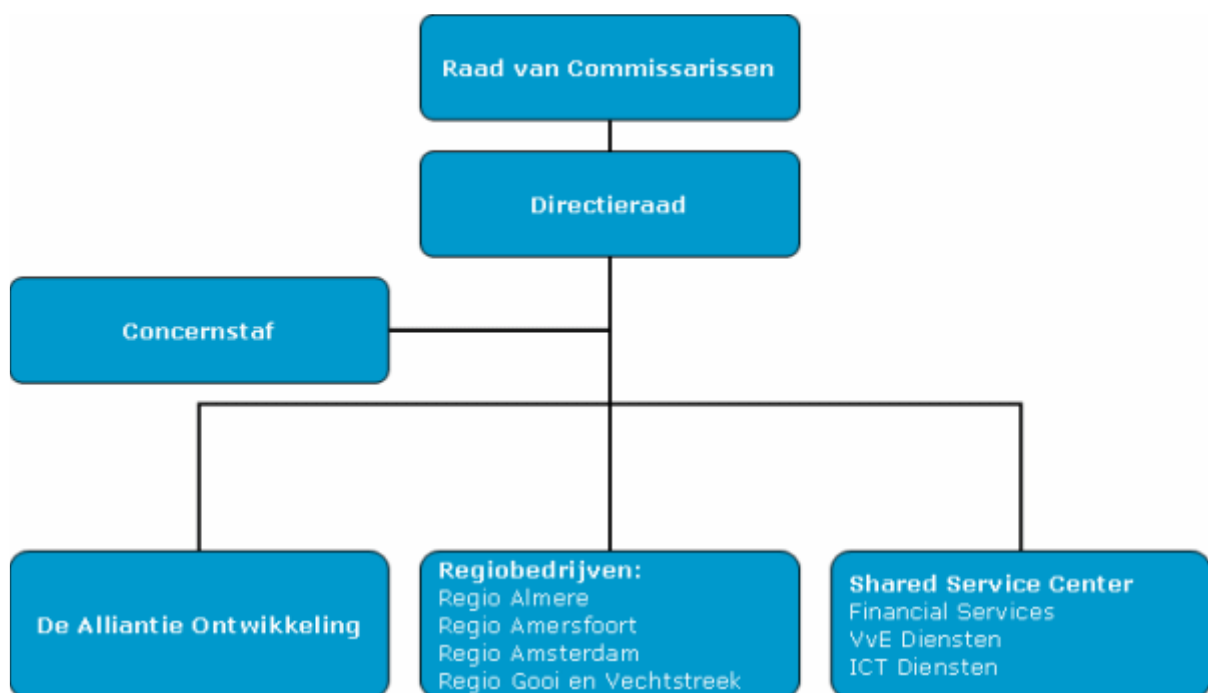 Raad van Commissarissen
Directieraad
Concernstaf
De Alliantie Ontwikkeling
Regiobedrijven:
Regio Almere
Regio Amersfoort
Regio Amsterdam
Regio Gooi en Vechtstreek
Shared Service Center
Financial Services
VvE Diensten
ICT Diensten